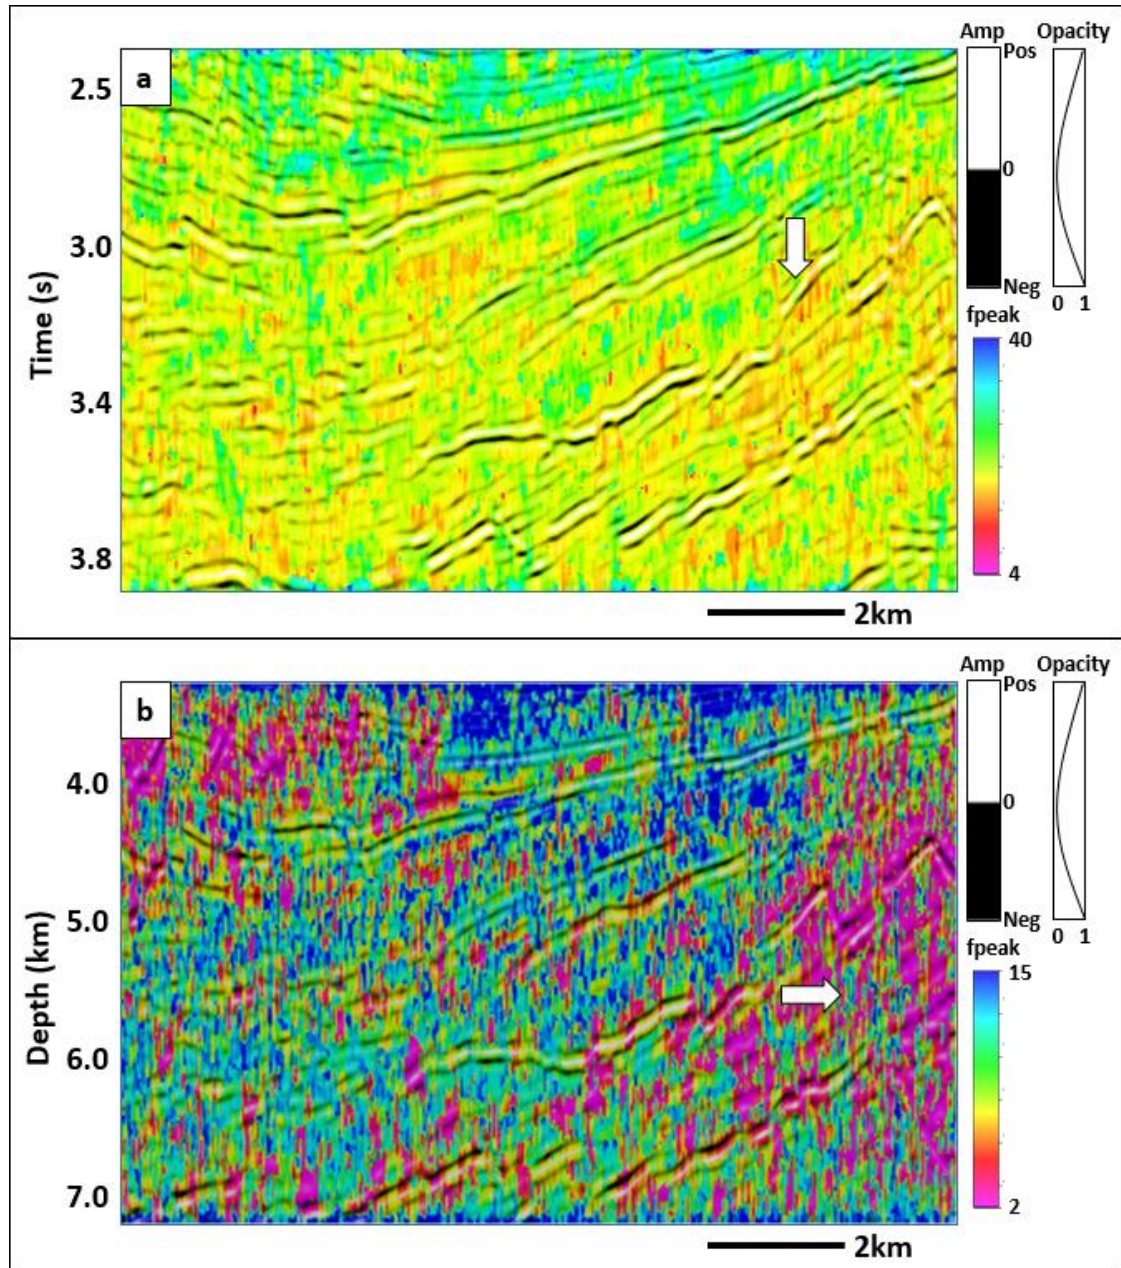 a
Amp Opacity
Pos
0
Neg 0 1
fpeak
40
4
2.5
3.0
3.4
3.8
Time (s)
2km
b
Amp Opacity
Pos
0
Neg 0 1
fpeak
15
2
4.0
5.0
6.0
7.0
Depth (km)
2km